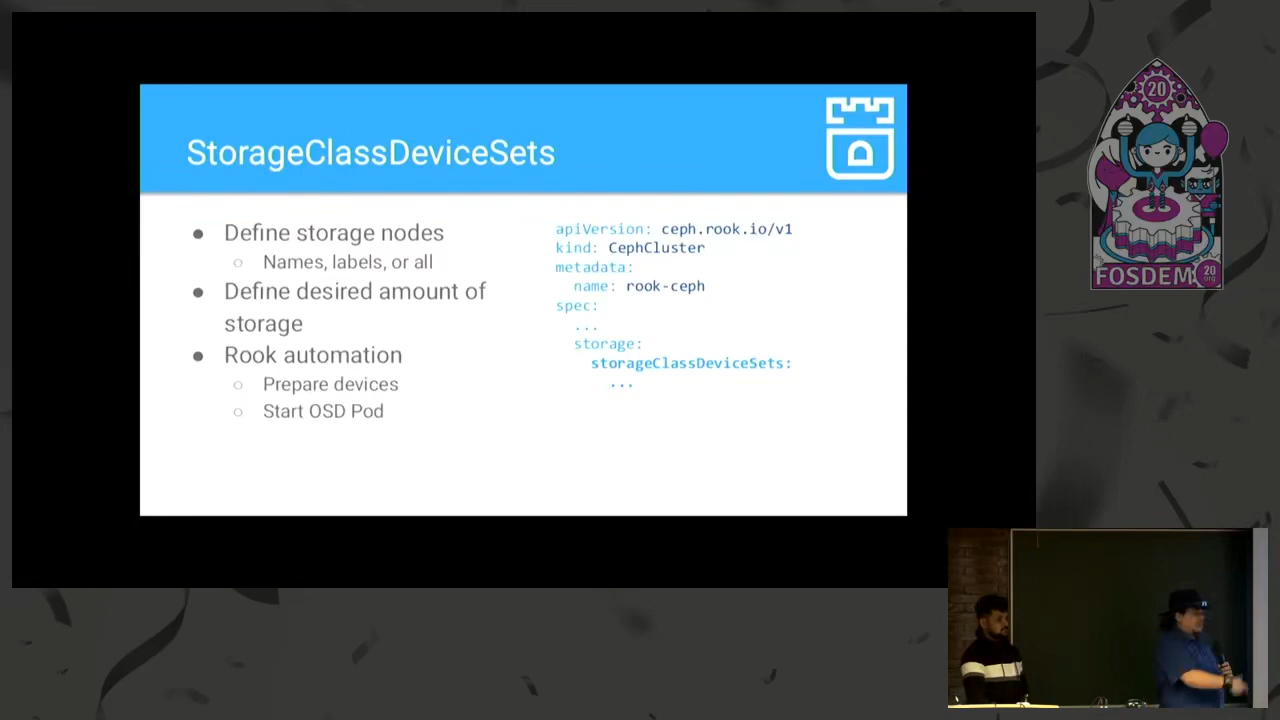 StorageClassDeviceSets
● Define storage nodes
○ Names, labels, or all
● Define desired amount of
storage
● Rook automation
○ Prepare devices
○ Start OSD Pod
apiVersion: ceph.rook.io/v1
kind: CephCluster
metadata:
name: rook-ceph
spec:
...
storage:
storageClassDeviceSets:
...
20
FOSDEM
20
.org